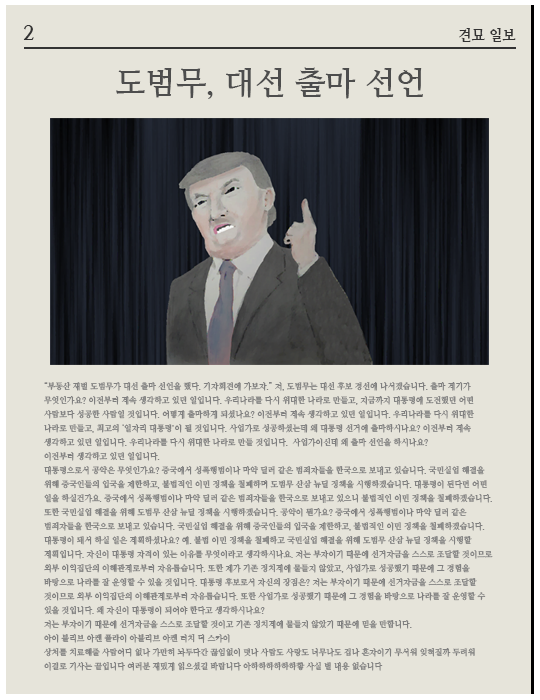 2
견묘 일보
도범무, 대선 출마 선언
"부동산 재벌 도범무가 대선 출마 선언을 했다. 기자회견에 가보자." 저, 도범무는 대선 후보 경선에 나서겠습니다. 출마 계기가
무엇인가요? 이전부터 계속 생각하고 있던 일입니다. 우리나라를 다시 위대한 나라로 만들고, 지금까지 대통령에 도전했던 어떤
사람보다 성공한 사람일 것입니다. 어떻게 출마하게 되셨나요? 이전부터 계속 생각하고 있던 일입니다. 우리나라를 다시 위대한
나라로 만들고, 최고의 '일자리 대통령'이 될 것입니다. 사업가로 성공하셨는데 왜 대통령 선거에 출마하시나요? 이전부터 계속
생각하고 있던 일입니다. 우리나라를 다시 위대한 나라로 만들 것입니다. 사업가이신데 왜 출마 선언을 하시나요?
이전부터 계속 생각하고 있던 일입니다.
대통령으로서 공약은 무엇인가요? 중국에서 성폭행범이나 마약 딜러 같은 범죄자들을 한국으로 보내고 있습니다. 국민실업 해결을
위해 중국인들의 입국을 제한하고, 불법적인 이민 정책을 철폐하며 도범무 산삼 뉴딜 정책을 시행하겠습니다. 대통령이 된다면 어떤
일을 하실건가요. 중국에서 성폭행범이나 마약 딜러 같은 범죄자들을 한국으로 보내고 있으니 불법적인 이민 정책을 철폐하겠습니다.
또한 국민실업 해결을 위해 도범무 산삼 뉴딜 정책을 시행하겠습니다. 공약이 뭔가요? 중국에서 성폭행범이나 마약 딜러 같은
범죄자들을 한국으로 보내고 있습니다. 국민실업 해결을 위해 중국인들의 입국을 제한하고, 불법적인 이민 정책을 철폐하겠습니다.
대통령이 돼서 하실 일은 계획하셨나요? 예. 불법 이민 정책을 철폐하고 국민실업 해결을 위해 도범무 산삼 뉴딜 정책을 시행할
계획입니다. 자신이 대통령 자격이 있는 이유를 무엇이라고 생각하시나요. 저는 부자이기 때문에 선거자금을 스스로 조달할 것이므로
외부 이익집단의 이해관계로부터 자유롭습니다. 또한 제가 기존 정치계에 물들지 않았고, 사업가로 성공했기 때문에 그 경험을
바탕으로 나라를 잘 운영할 수 있을 것입니다. 대통령 후보로서 자신의 장점은? 저는 부자이기 때문에 선거자금을 스스로 조달할
것이므로 외부 이익집단의 이해관계로부터 자유롭습니다. 또한 사업가로 성공했기 때문에 그 경험을 바탕으로 나라를 잘 운영할 수
있을 것입니다. 왜 자신이 대통령이 되어야 한다고 생각하시나요?
저는 부자이기 때문에 선거자금을 스스로 조달할 것이고 기존 정치계에 물들지 않았기 때문에 믿을 만합니다.
아이 블리브 아캔 플라이 아블리브 아캔 터치 더 스카이
상처를 치료해줄 사람어디 없나 가만히 놔두다간 끊임없이 덧나 사람도 사랑도 너무나도 겁나 혼자이기 무서워 잊혀질까 두려워
이걸로 기사는 끝입니다 여러분 재밌게 읽으셨길 바랍니다 아하하하하하하항 사실 별 내용 없습니다